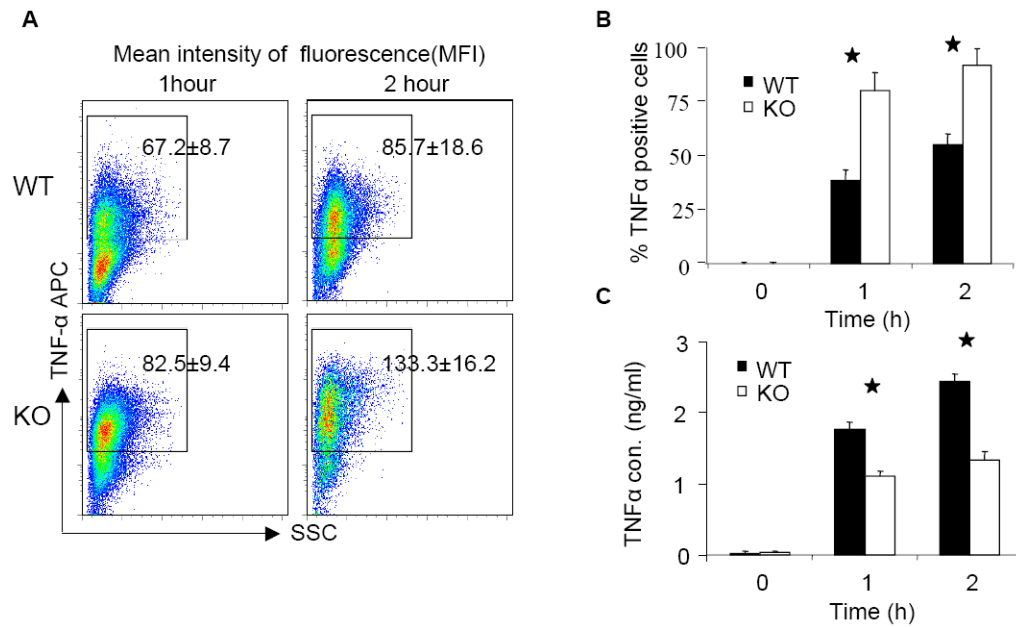 A
Mean intensity of fluorescence(MFI)
1hour
2 hour
WT
67.2±8.7
85.7±18.6
KO
82.5±9.4
133.3±16.2
TNF-α APC
SSC
B
% TNFα positive cells
100
75
50
25
0
WT
KO
★
★
0
1
2
Time (h)
C
TNFα con. (ng/ml)
3
2
1
0
WT
KO
★
★
0
1
2
Time (h)